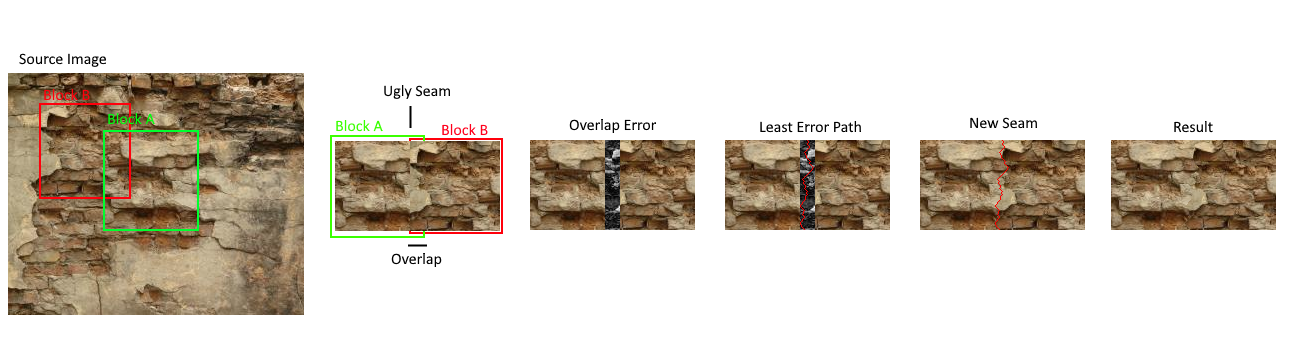 Source Image
Block B
Block A
Ugly Seam
Block A
Block B
Overlap
Overlap Error
Least Error Path
New Seam
Result